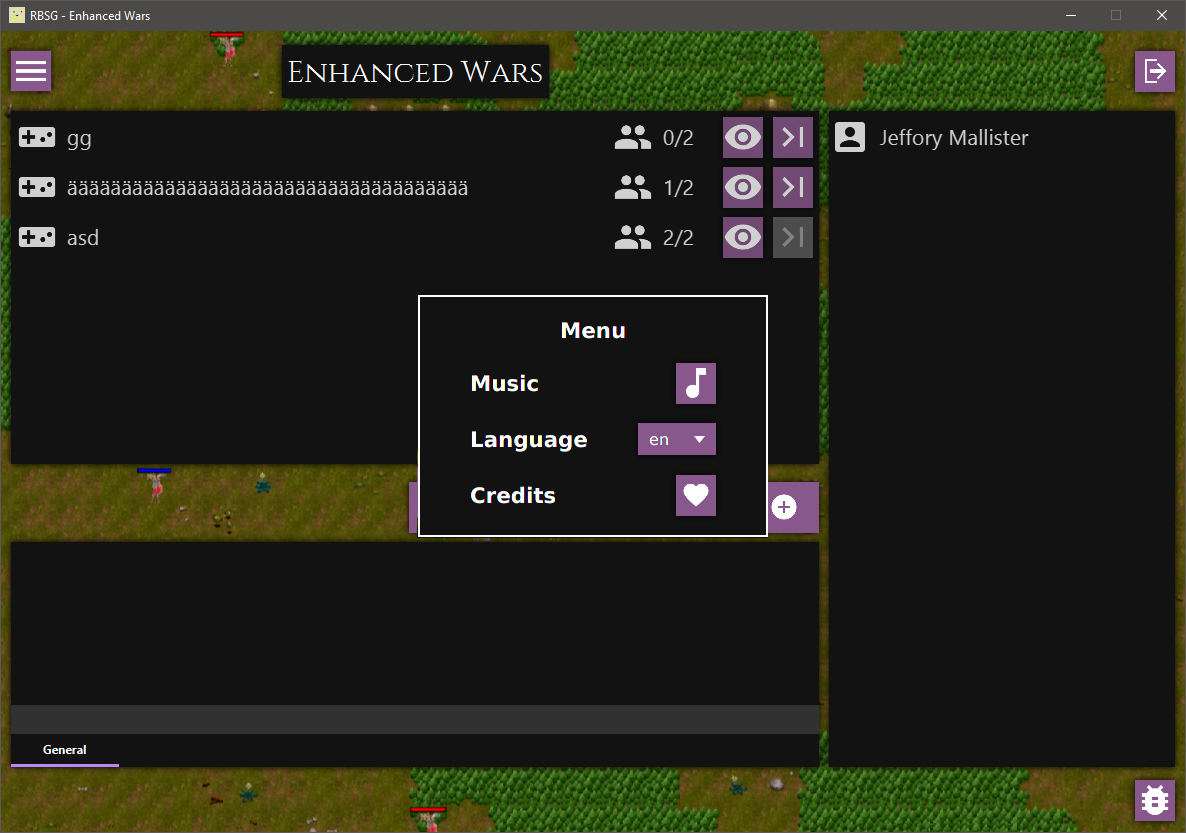 RBSG - Enhanced Wars
Enhanced Wars
gg 0/2
äääääääääääääääääääääääääääääääääääää 1/2
asd 2/2
Jeffory Mallister
Menu
Music
Language en
Credits
General